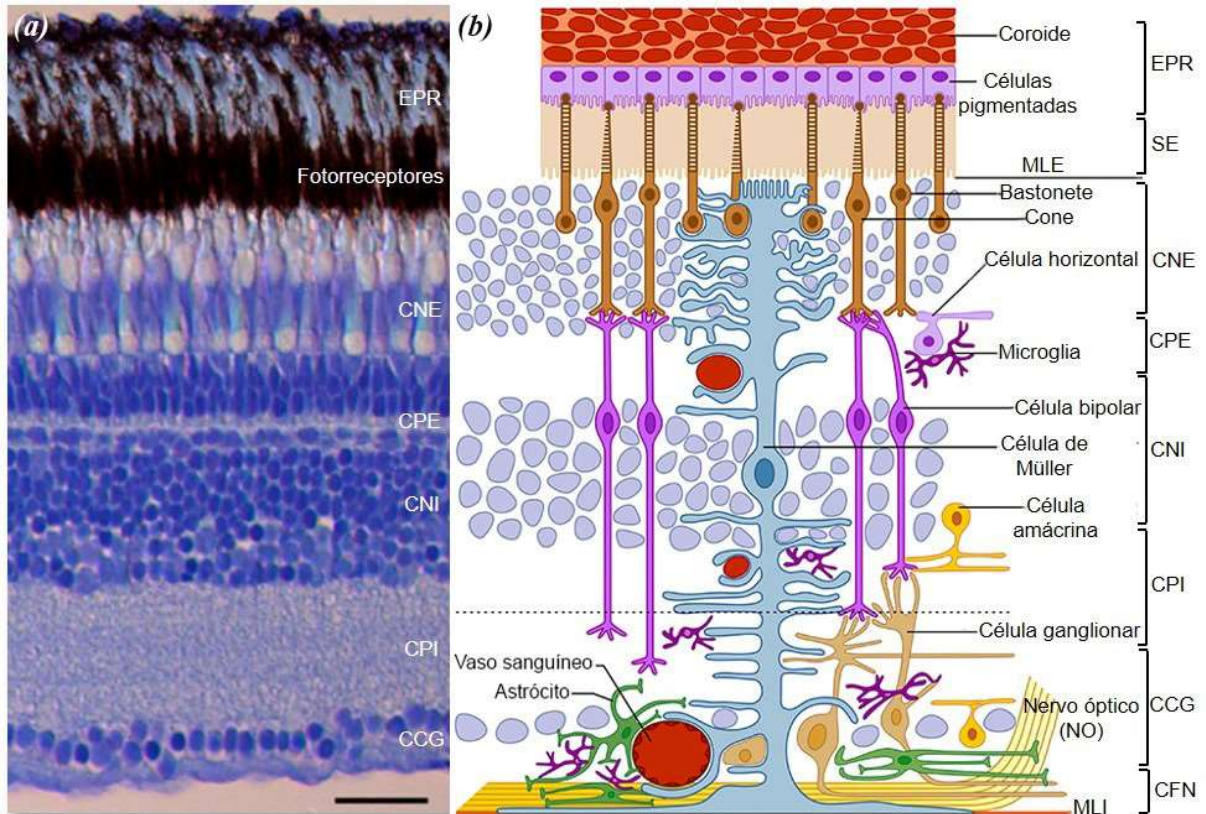 (a)
EPR
Fotorreceptores
CNE
CPE
CNI
CPI
CCG
(b)
Coroide
Células
pigmentadas
MLE
Bastonete
Cone
Célula horizontal
Microglia
Célula bipolar
Célula de
Müller
Célula
amácrina
Célula ganglionar
Vaso sanguíneo
Astrócito
Nervo óptico
(NO)
MLI
EPR
SE
CNE
CPE
CNI
CPI
CCG
CFN